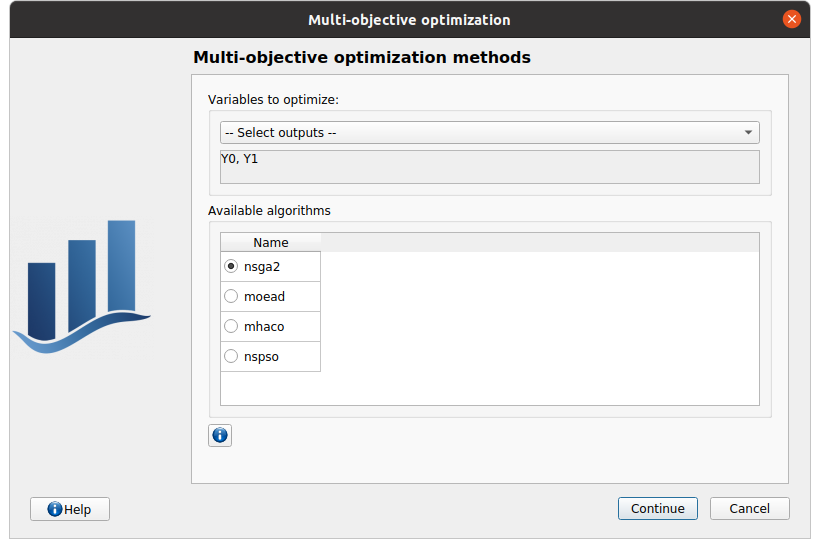 Multi-objective optimization
Multi-objective optimization methods
Variables to optimize:
-- Select outputs --
Y0, Y1
Available algorithms
Name
nsga2
moead
mhaco
nspso
Help
Continue
Cancel